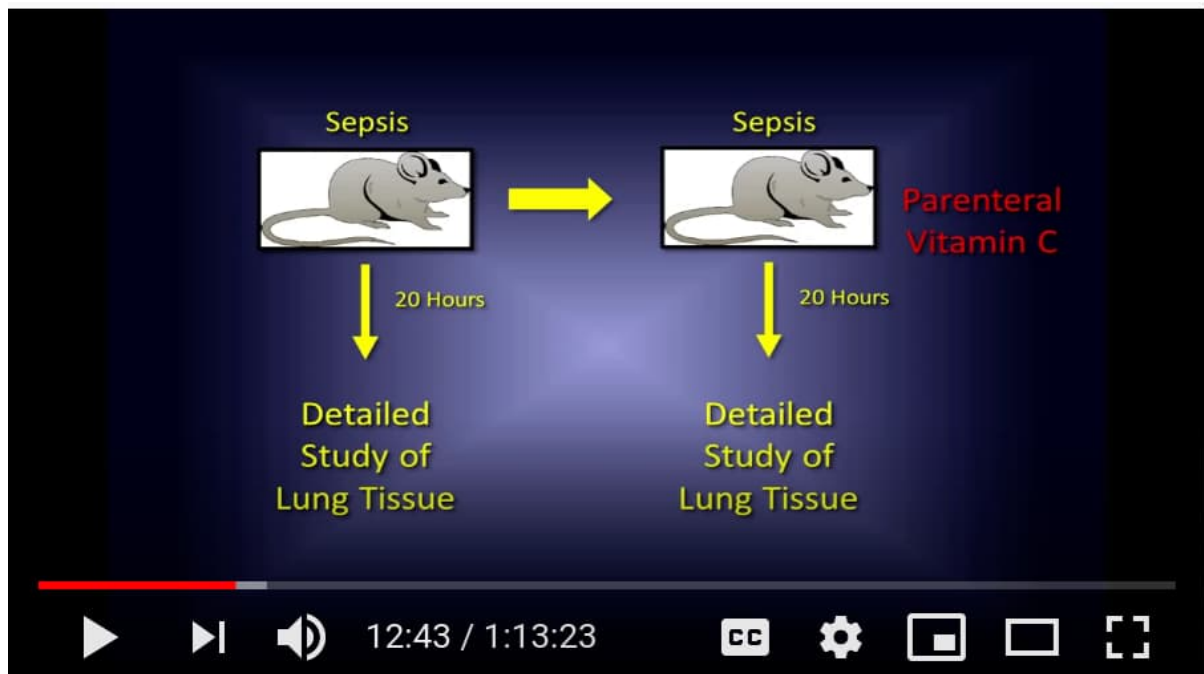 Sepsis
Sepsis
Parenteral
Vitamin C
20 Hours
20 Hours
Detailed
Study of
Lung Tissue
Detailed
Study of
Lung Tissue
12:43 / 1:13:23
CC